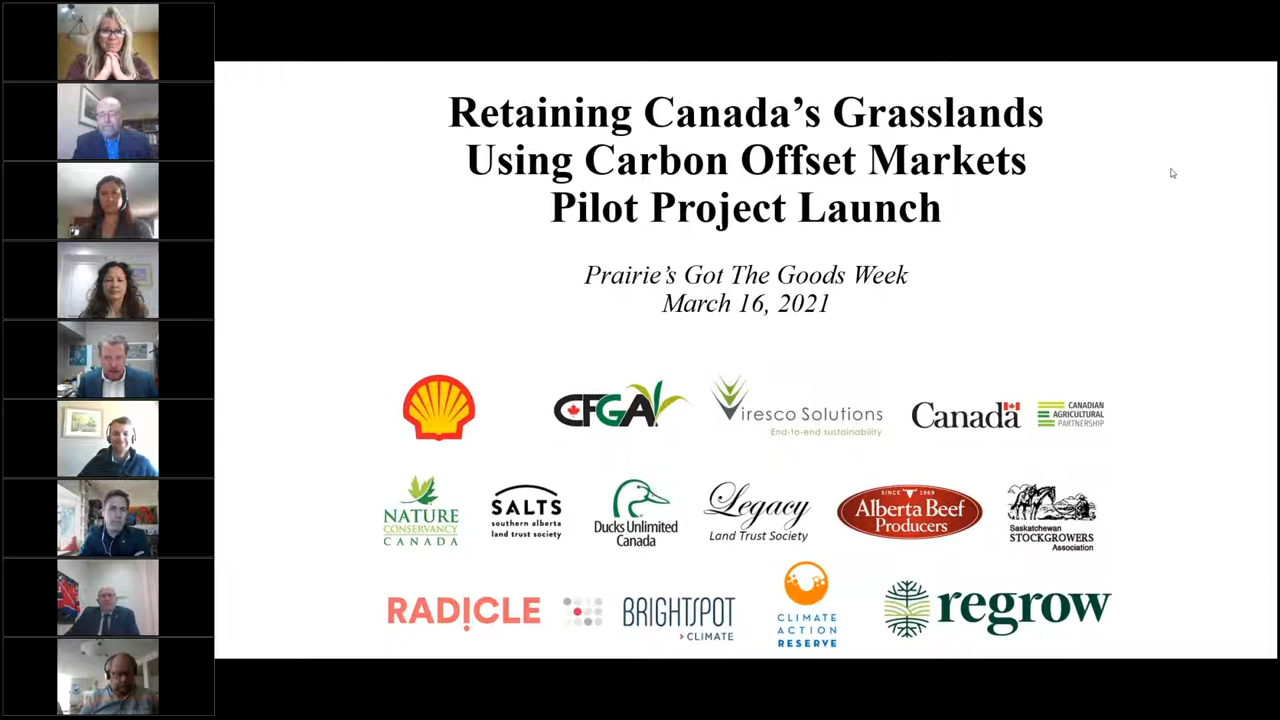 Retaining Canada's Grasslands
Using Carbon Offset Markets
Pilot Project Launch
Prairie's Got The Goods Week
March 16, 2021
CFGA
Viresco Solutions
End-to-end sustainability
Canada
CANADIAN
AGRICULTURAL
PARTNERSHIP
NATURE
CONSERVANCY
CANADA
SALTS
southern alberta
land trust society
Ducks Unlimited
Canada
Legacy
Land Trust Society
SINCE 1969
Alberta Beef
Producers
Saskatchewan
STOCKGROWERS
Association
RADICLE
BRIGHTSPOT
CLIMATE
CLIMATE
ACTION
RESERVE
regrow